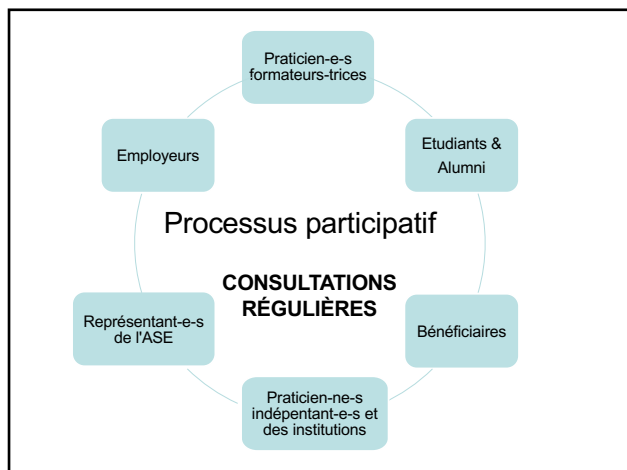 Praticien-e-s
formateurs-trices
Employeurs
Etudiants &
Alumni
Processus participatif
CONSULTATIONS
RÉGULIÈRES
Représentant-e-s
de l'ASE
Bénéficiaires
Praticien-ne-s
indépentant-e-s et
des institutions